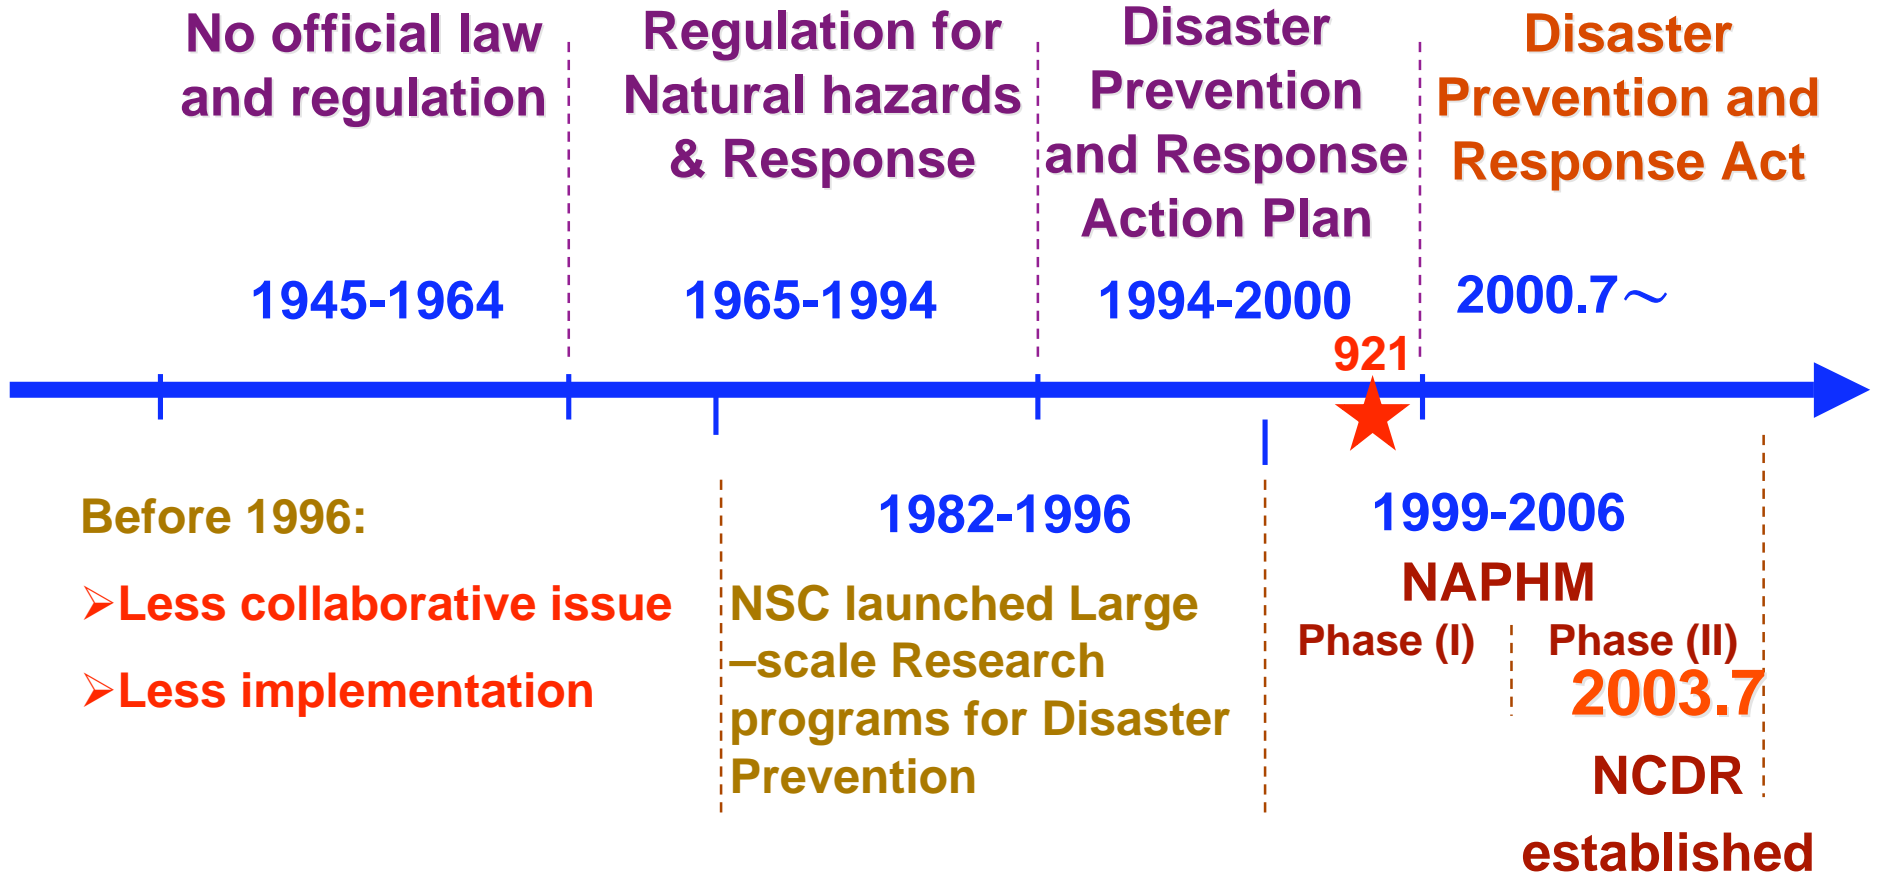 No official law
and regulation
1945-1964
Regulation for
Natural hazards
& Response
1965-1994
Disaster
Prevention
and Response
Action Plan
1994-2000
Disaster
Prevention and
Response Act
2000.7～
921
Before 1996:
➢Less collaborative issue
➢Less implementation
1982-1996
NSC launched Large
–scale Research
programs for Disaster
Prevention
1999-2006
NAPHM
Phase (I)
Phase (II)
2003.7
NCDR
established